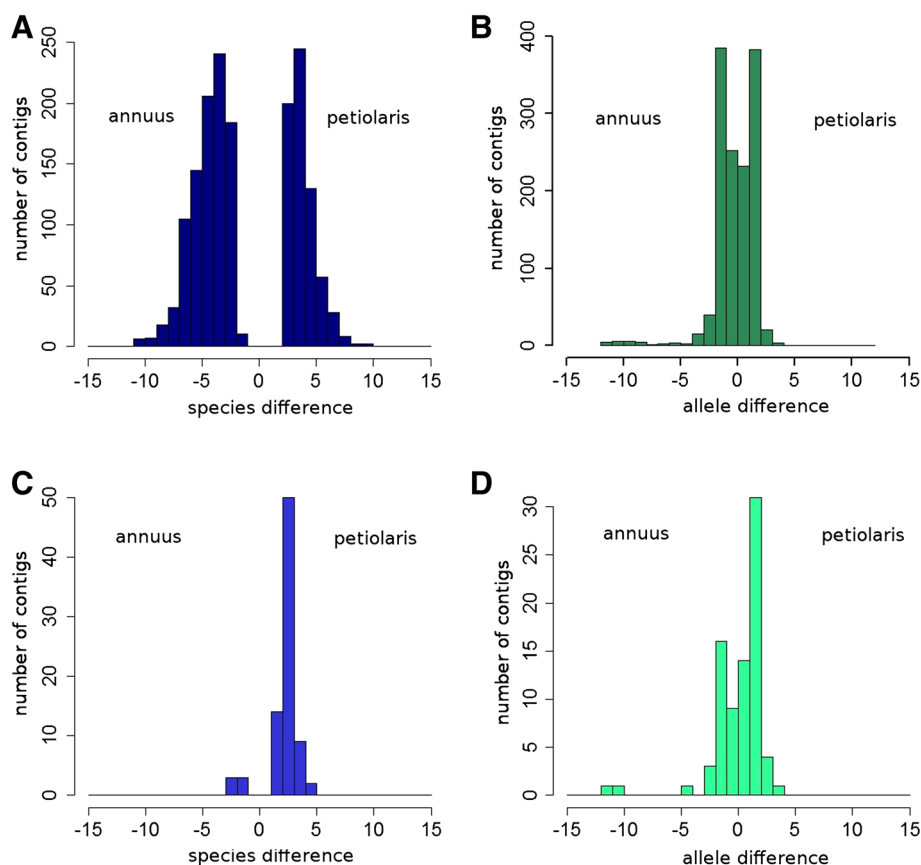 A
250
200
150
100
50
0
number of contigs
annuus
petiolaris
-15 -10 -5 0 5 10 15
species difference
B
400
300
200
100
0
number of contigs
annuus
petiolaris
-15 -10 -5 0 5 10 15
allele difference
C
50
40
30
20
10
0
number of contigs
annuus
petiolaris
-15 -10 -5 0 5 10 15
species difference
D
30
25
20
15
10
5
0
number of contigs
annuus
petiolaris
-15 -10 -5 0 5 10 15
allele difference